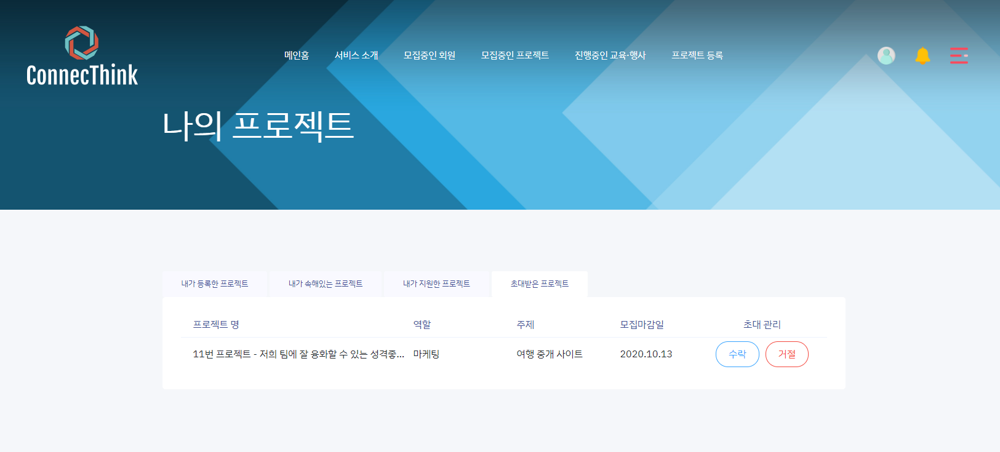 ConnecThink
메인홈 서비스 소개 모집중인 회원 모집중인 프로젝트 진행중인 교육·행사 프로젝트 등록
나의 프로젝트
내가 등록한 프로젝트 내가 속해있는 프로젝트 내가 지원한 프로젝트 초대받은 프로젝트
프로젝트 명 역할 주제 모집마감일 초대 관리
11번 프로젝트 - 저희 팀에 잘 융화할 수 있는 성격좋... 마케팅 여행 중개 사이트 2020.10.13 수락 거절